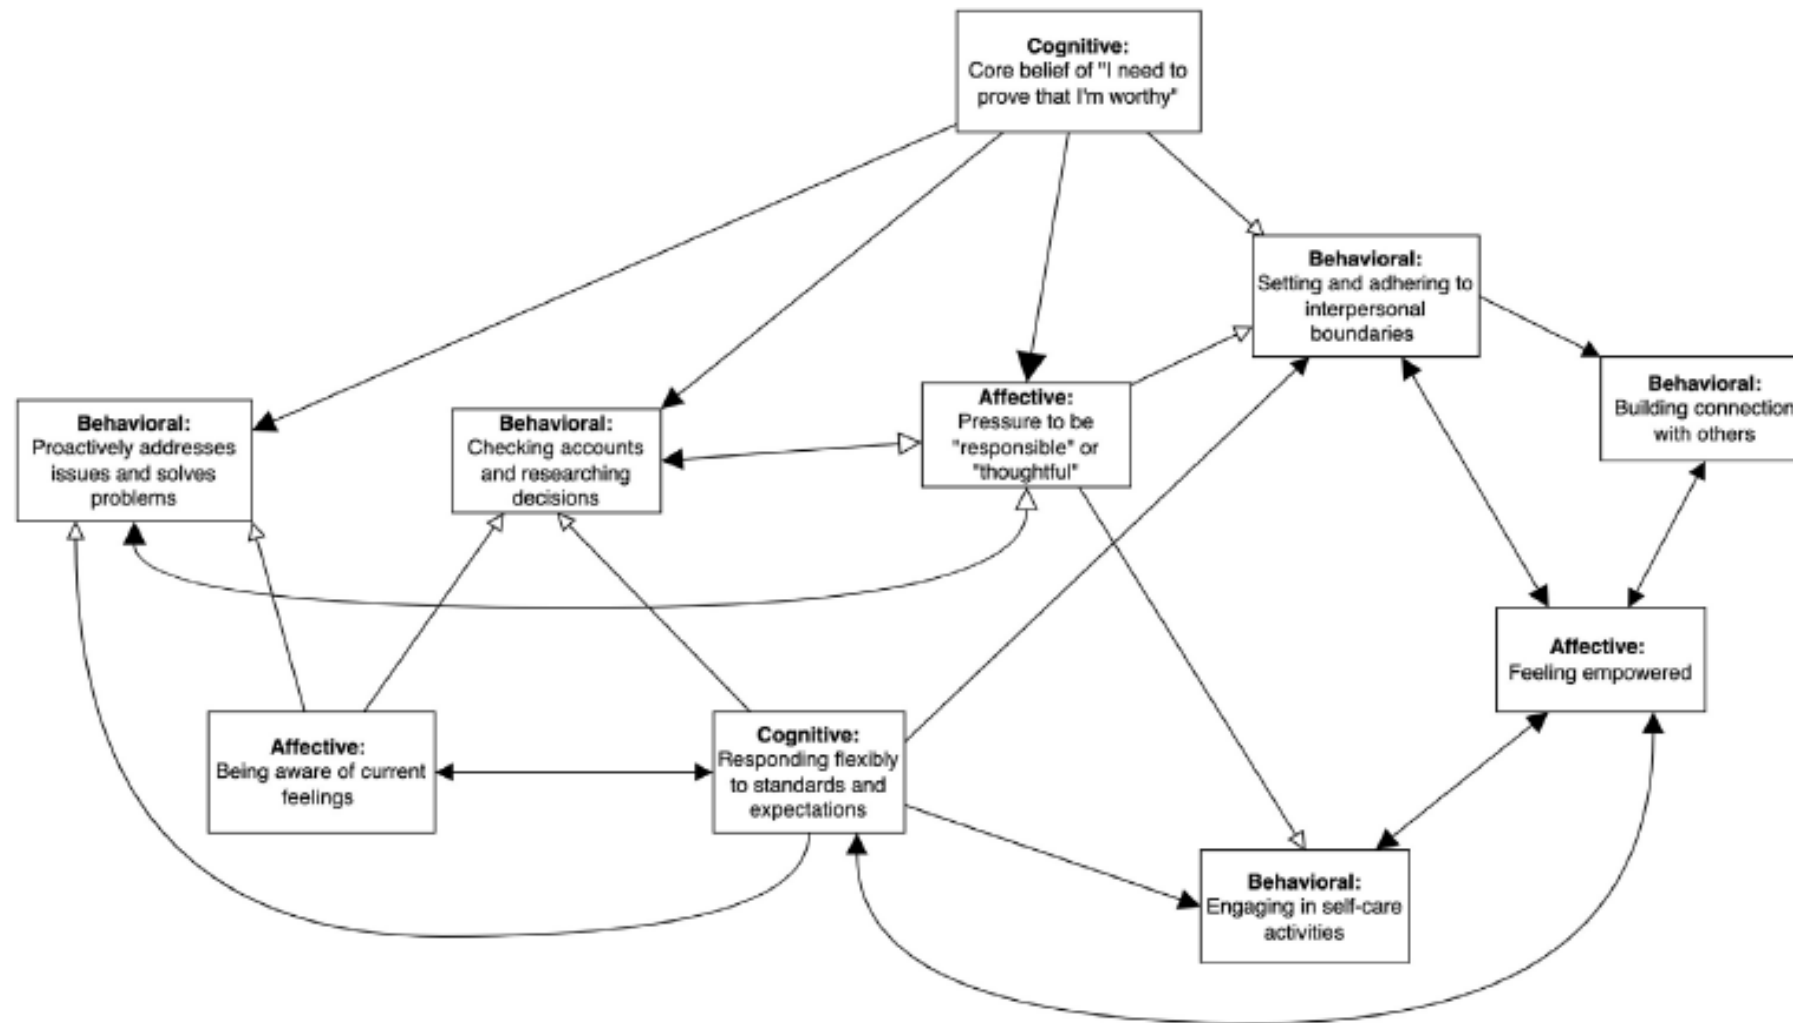 Cognitive:
Core belief of "I need to
prove that I'm worthy"
Behavioral:
Setting and adhering to
interpersonal
boundaries
Behavioral:
Building connection
with others
Affective:
Pressure to be
"responsible" or
"thoughtful"
Behavioral:
Checking accounts
and researching
decisions
Behavioral:
Proactively addresses
issues and solves
problems
Affective:
Feeling empowered
Affective:
Being aware of current
feelings
Cognitive:
Responding flexibly
to standards and
expectations
Behavioral:
Engaging in self-care
activities